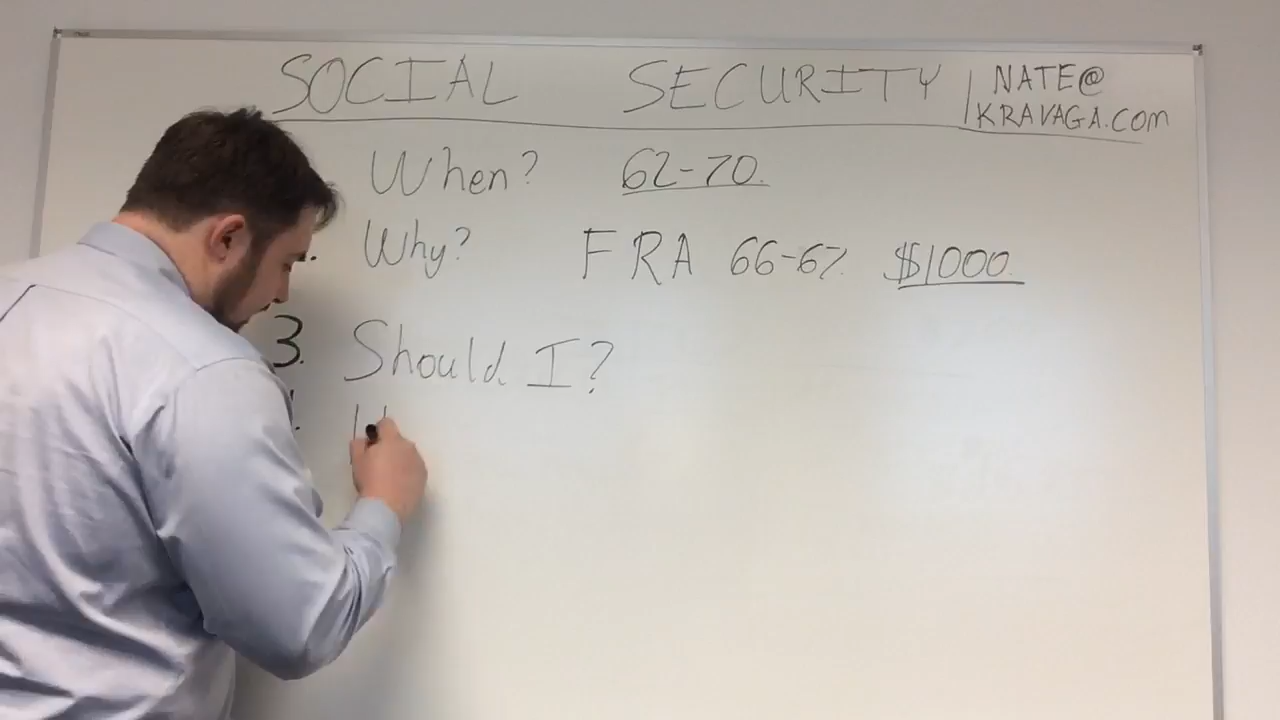 SOCIAL SECURITY | NATE@
KRAVAGA.COM
When? 62-70.
. Why? FRA 66-67. $1000.
3. Should I?